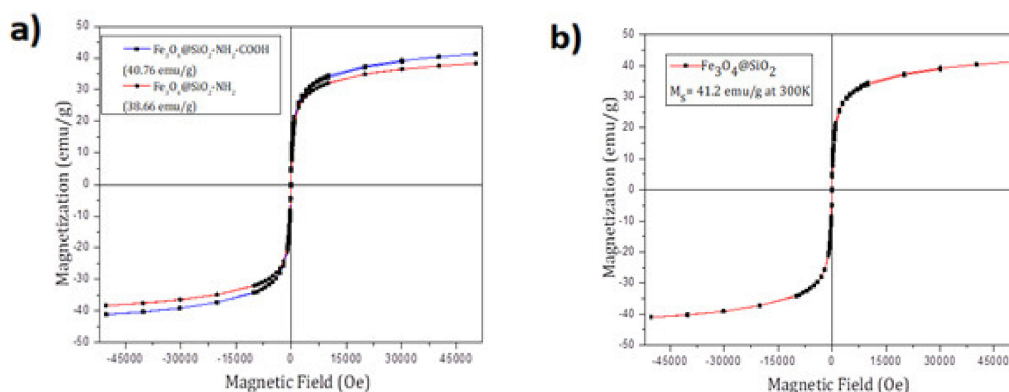 a)
Fe₃O₄@SiO₂-NH₂-COOH
(40.76 emu/g)
Fe₃O₄@SiO₂-NH₂
(38.66 emu/g)
Magnetization (emu/g)
50
40
30
20
10
0
-10
-20
-30
-40
-50
-45000 -30000 -15000 0 15000 30000 45000
Magnetic Field (Oe)
b)
Fe₃O₄@SiO₂
Mₛ= 41.2 emu/g at 300K
Magnetization (emu/g)
50
40
30
20
10
0
-10
-20
-30
-40
-50
-45000 -30000 -15000 0 15000 30000 45000
Magnetic Field (Oe)